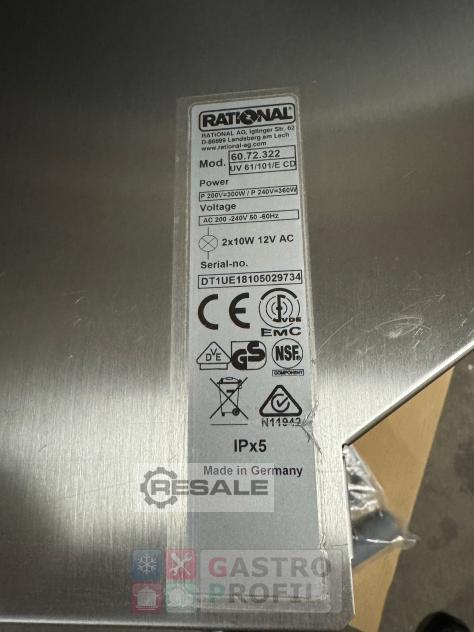 RATIONAL
RATIONAL AG, Iglinger Str. 62
D-86899 Landsberg am Lech
www.rational-ag.com
Mod. 60.72.322
UV 61/101/E CD
Power
P 200V=300W / P 240V=360W
Voltage
AC 200 -240V 50 -60Hz
2x10W 12V AC
Serial-no.
DT1UE18105029734
CE VDE
EMC
VDE GS NSF
COMPONENT
N11942
IPx5
Made in Germany
RESALE
GASTRO
PROFIL